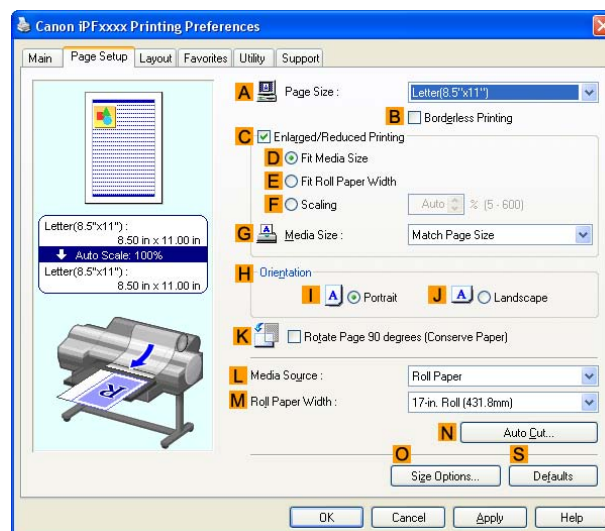 Canon iPFxxxx Printing Preferences
Main Page Setup Layout Favorites Utility Support
A Page Size : Letter(8.5"x11")
B Borderless Printing
C Enlarged/Reduced Printing
D Fit Media Size
E Fit Roll Paper Width
F Scaling Auto % (5 - 600)
G Media Size : Match Page Size
Letter(8.5"x11") :
8.50 in x 11.00 in
Auto Scale: 100%
Letter(8.5"x11") :
8.50 in x 11.00 in
H Orientation
I A Portrait J A Landscape
K Rotate Page 90 degrees (Conserve Paper)
R
L Media Source : Roll Paper
M Roll Paper Width : 17-in. Roll (431.8mm)
N Auto Cut...
O S
Size Options... Defaults
OK Cancel Apply Help